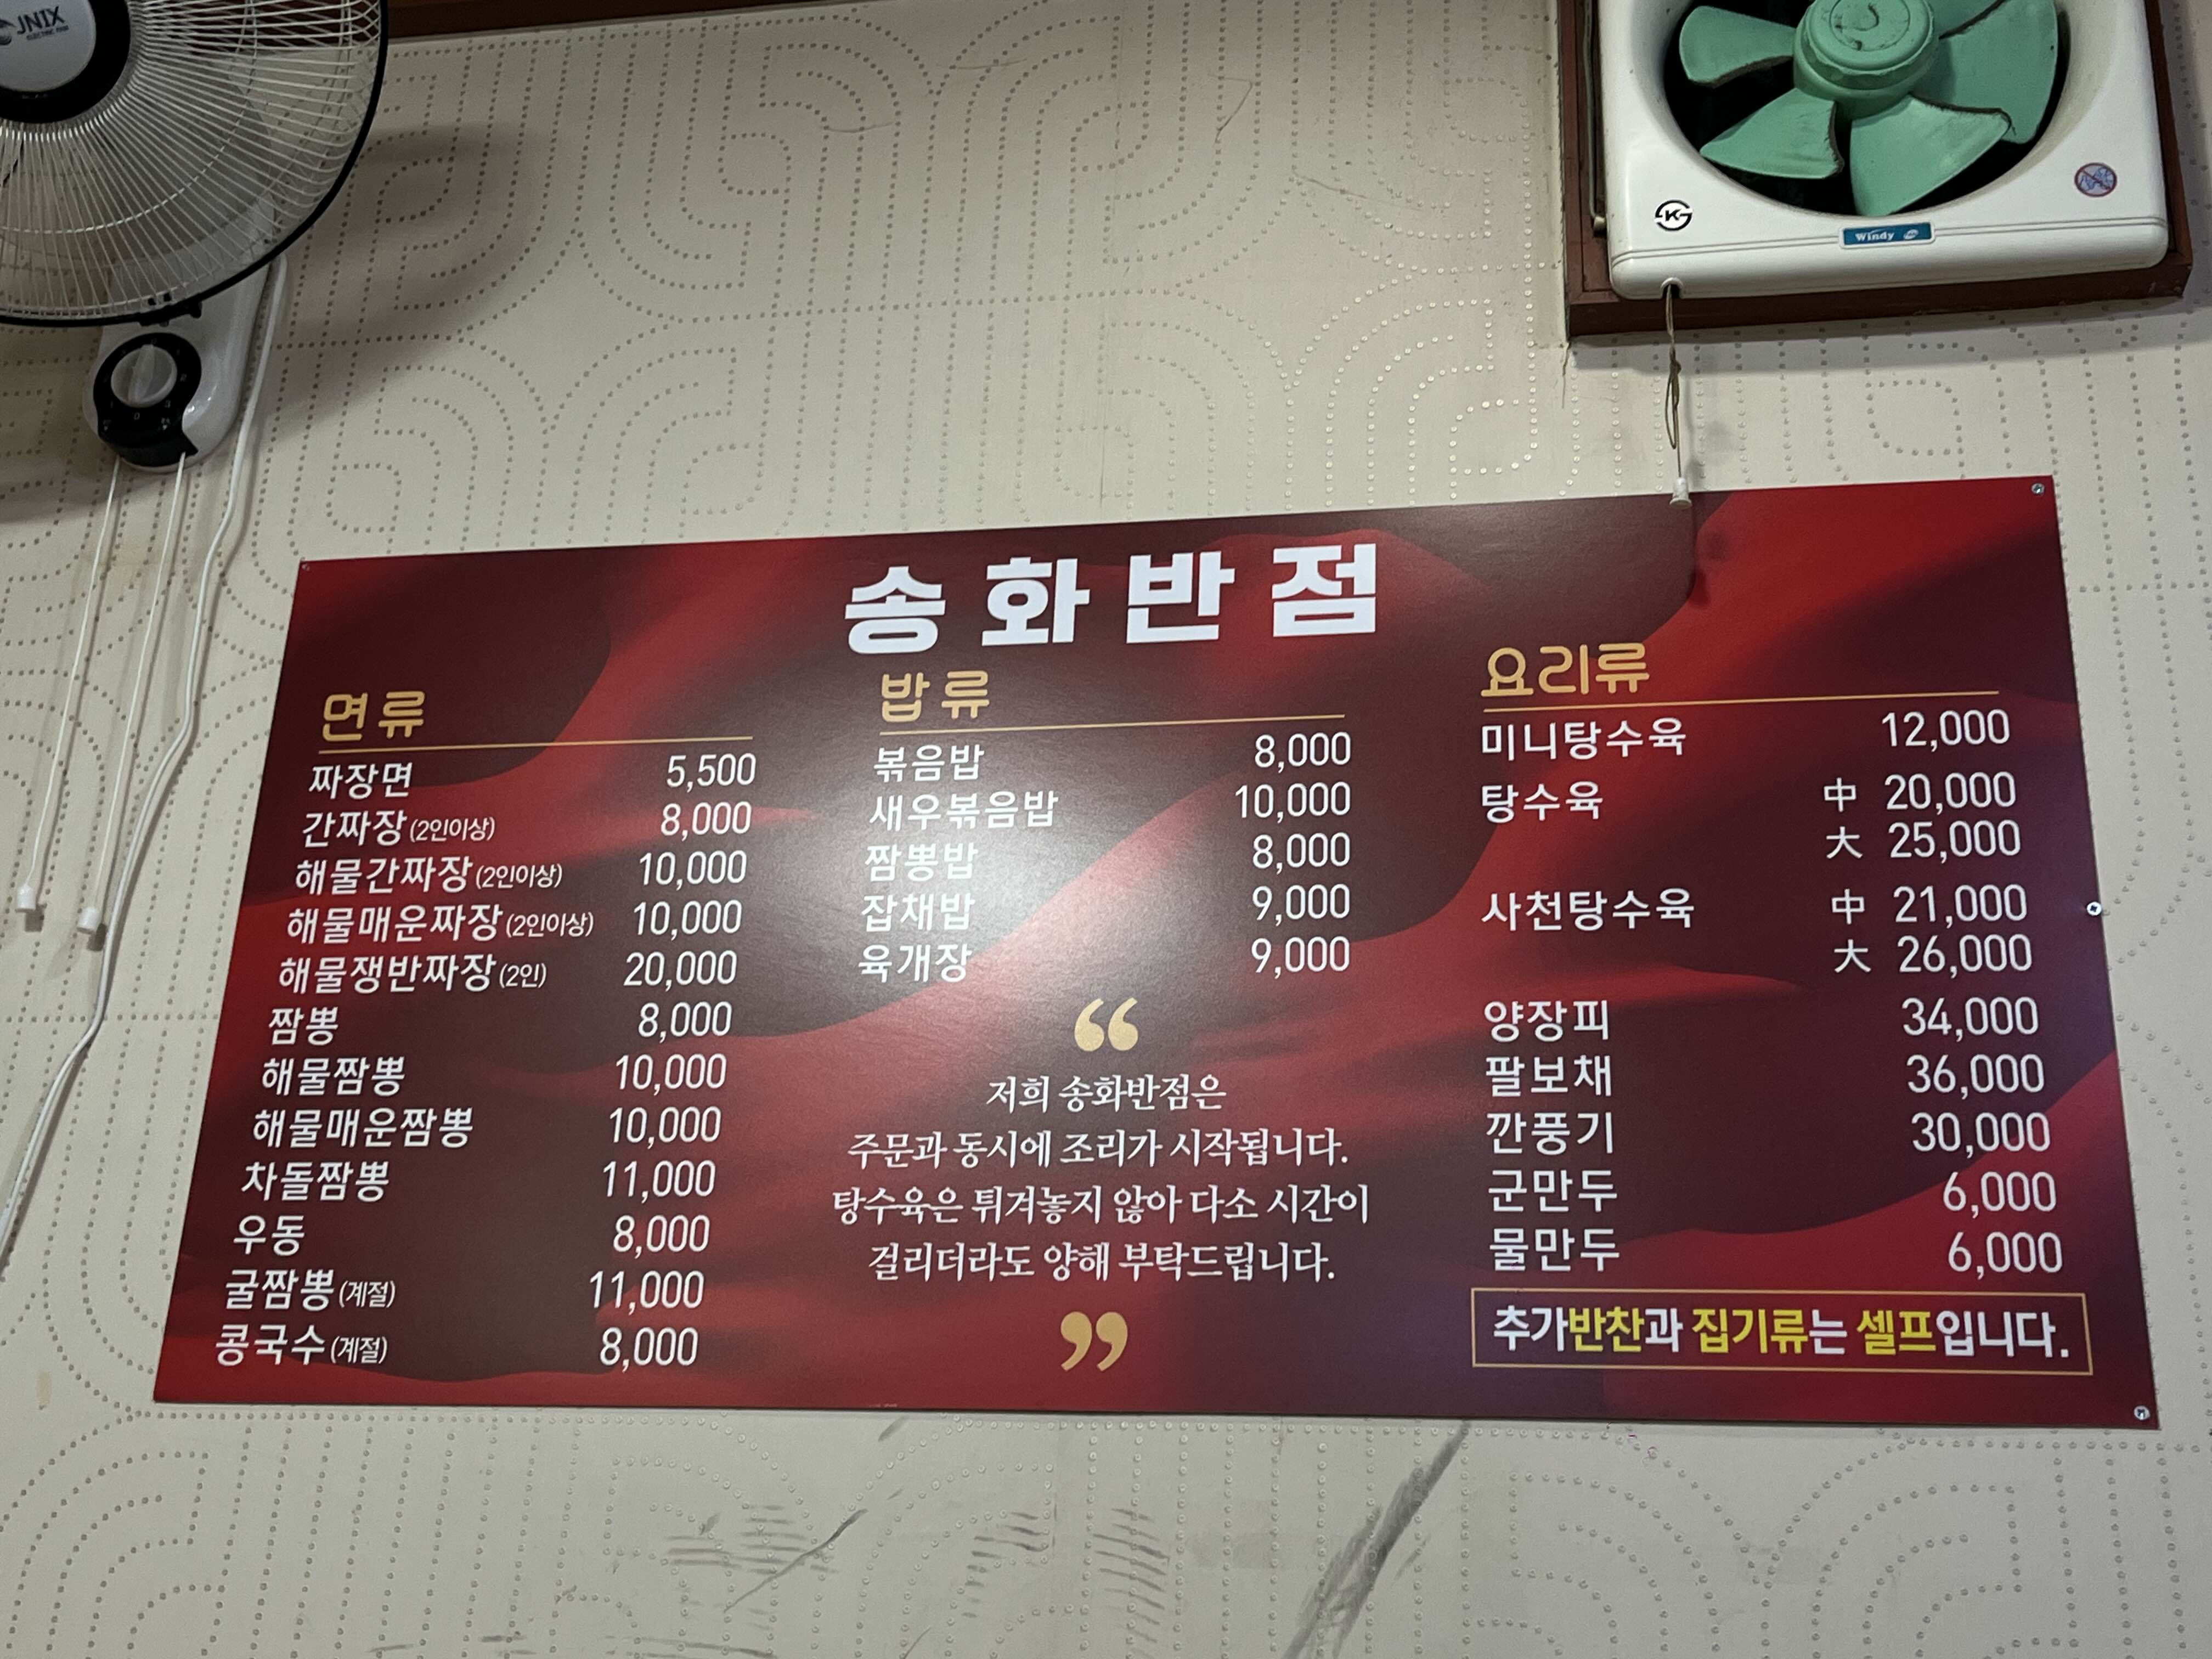 JNIX
Windy
송화반점
면류
짜장면 5,500
간짜장 (2인이상) 8,000
해물간짜장 (2인이상) 10,000
해물매운짜장 (2인이상) 10,000
해물쟁반짜장 (2인) 20,000
짬뽕 8,000
해물짬뽕 10,000
해물매운짬뽕 10,000
차돌짬뽕 11,000
우동 8,000
굴짬뽕 (계절) 11,000
콩국수 (계절) 8,000
밥류
볶음밥 8,000
새우볶음밥 10,000
짬뽕밥 8,000
잡채밥 9,000
육개장 9,000
“
저희 송화반점은
주문과 동시에 조리가 시작됩니다.
탕수육은 튀겨놓지 않아 다소 시간이
걸리더라도 양해 부탁드립니다.
”
요리류
미니탕수육 12,000
탕수육 中 20,000
大 25,000
사천탕수육 中 21,000
大 26,000
양장피 34,000
팔보채 36,000
깐풍기 30,000
군만두 6,000
물만두 6,000
추가반찬과 집기류는 셀프입니다.